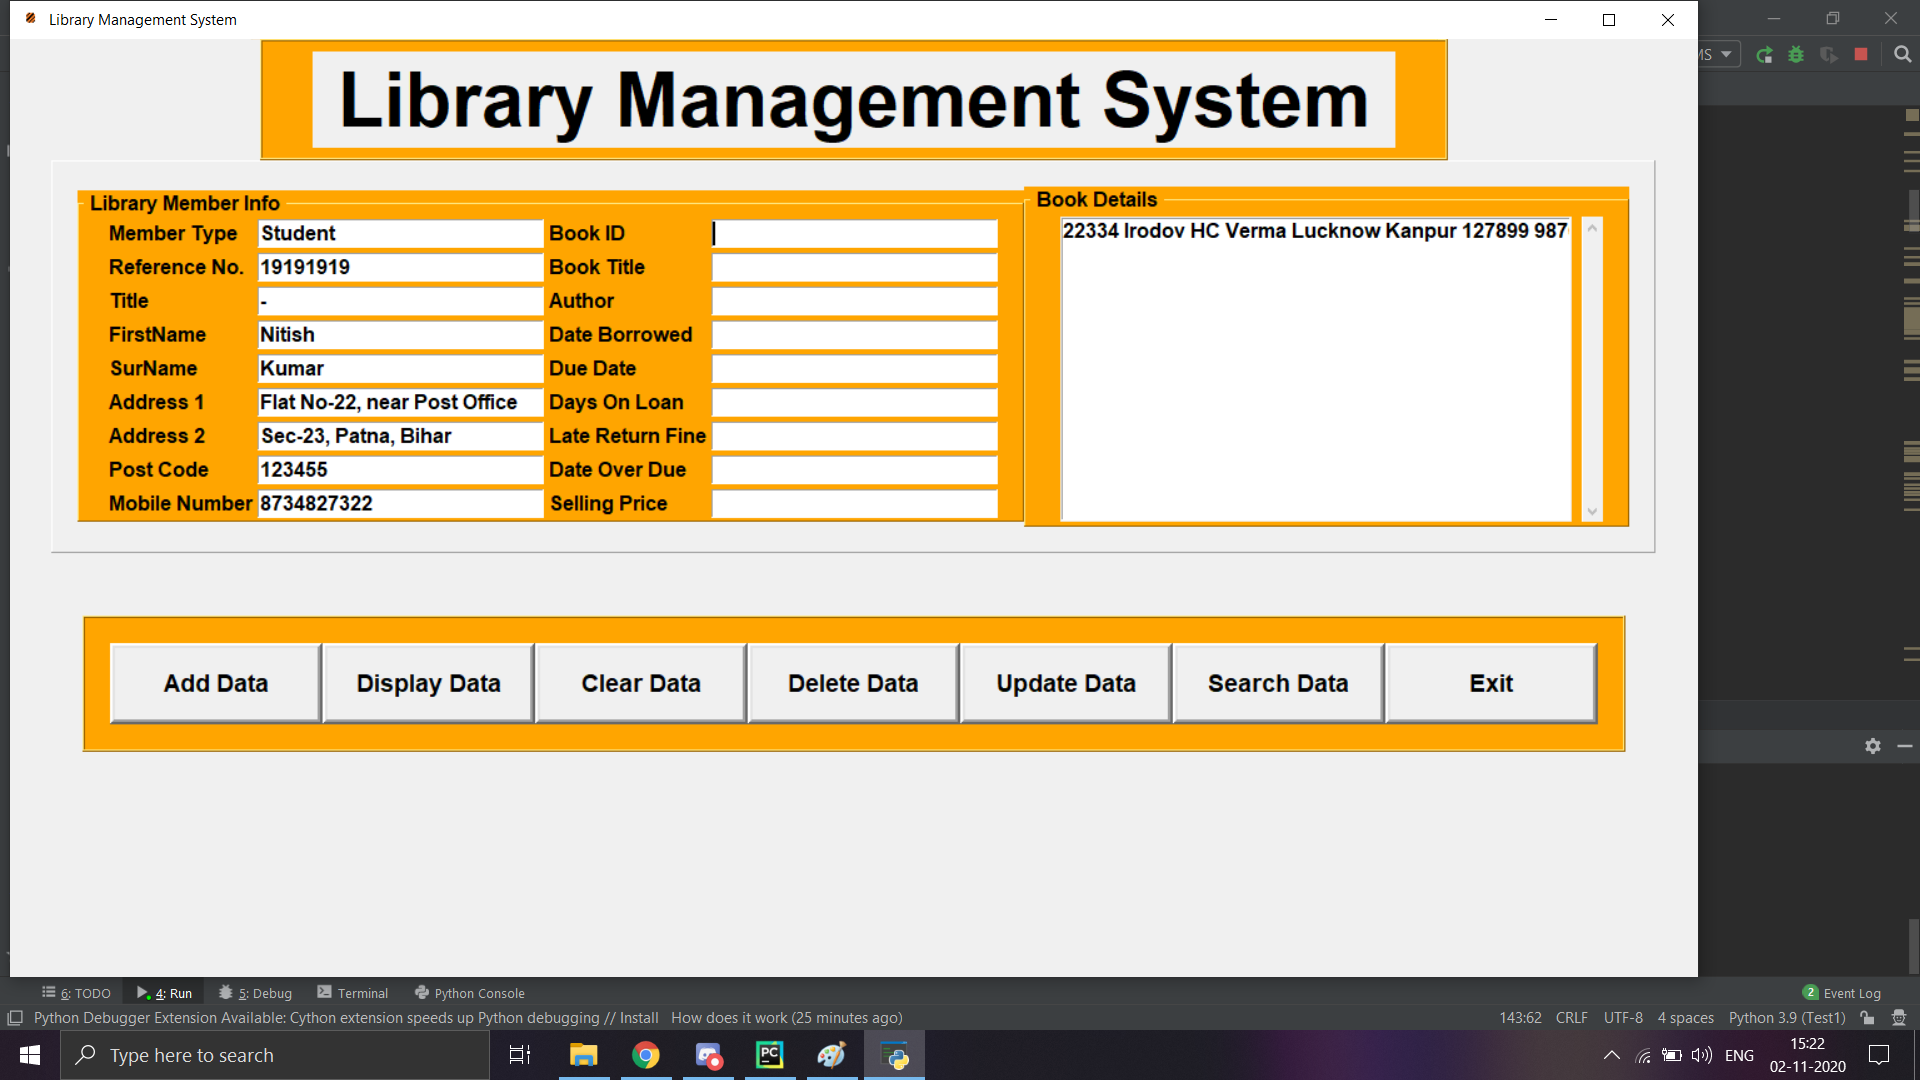 Library Management System
MS
Library Management System
Library Member Info
Member Type Student
Reference No. 19191919
Title -
FirstName Nitish
SurName Kumar
Address 1 Flat No-22, near Post Office
Address 2 Sec-23, Patna, Bihar
Post Code 123455
Mobile Number 8734827322
Book ID
Book Title
Author
Date Borrowed
Due Date
Days On Loan
Late Return Fine
Date Over Due
Selling Price
Book Details
22334 Irodov HC Verma Lucknow Kanpur 127899 987
Add Data Display Data Clear Data Delete Data Update Data Search Data Exit
6: TODO 4: Run 5: Debug Terminal Python Console 2 Event Log
Python Debugger Extension Available: Cython extension speeds up Python debugging // Install How does it work (25 minutes ago) 143:62 CRLF UTF-8 4 spaces Python 3.9 (Test1)
Type here to search PC ENG 15:22
02-11-2020